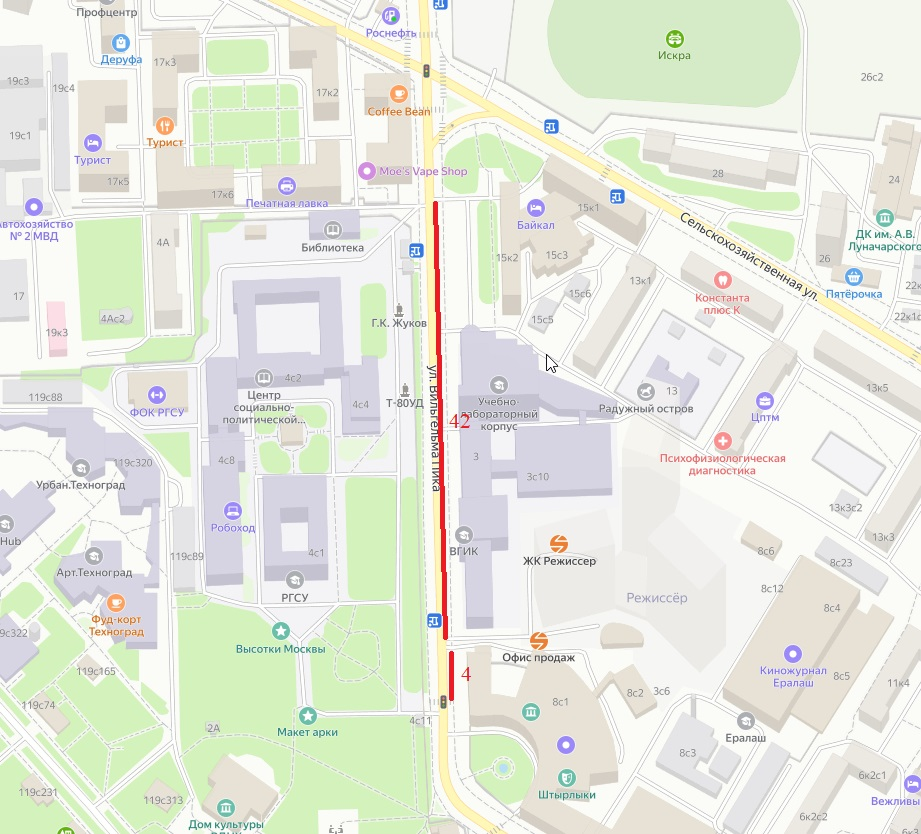 Профцентр
Роснефть
Деруфа
Искра
17к3
19с3
19с4
26с2
17к2
Coffee Bean
19с1
Турист
Турист
Moe's Vape Shop
28
24
17к5
17к6
Печатная лавка
15к1
Автохозяйство
№ 2 МВД
Байкал
Сельскохозяйственная ул.
ДК им. А.В.
Луначарского
Библиотека
4А
15к2
15с3
26
13к1
Константа
плюс К
Пятёрочка
17
15с6
4Ас2
Г.К. Жуков
15с5
19к3
ул. Вильгельма Пика
4с2
119с88
ФОК РГСУ
Центр
социально-
политической...
4с4
Т-80УД
Учебно-
лабораторный
корпус
13
Радужный остров
Цптм
13к5
42
119с320
4с8
3
3с10
Психофизиологическая
диагностика
Урбан.Техноград
Робоход
13к3с2
Hub
ВГИК
13к3
119с89
4с1
ЖК Режиссер
8с6
Арт.Техноград
РГСУ
8с23
Фуд-корт
Техноград
Режиссёр
8с12
8с4
Высотки Москвы
Офис продаж
Киножурнал
Ералаш
119с165
4
8с5
11к4
8с2
3с6
8с1
119с74
2А
Макет арки
4с11
Ералаш
8с3
119с231
119с313
Штырлыки
6к2с1
Вежливы
Дом культуры
6к2с2